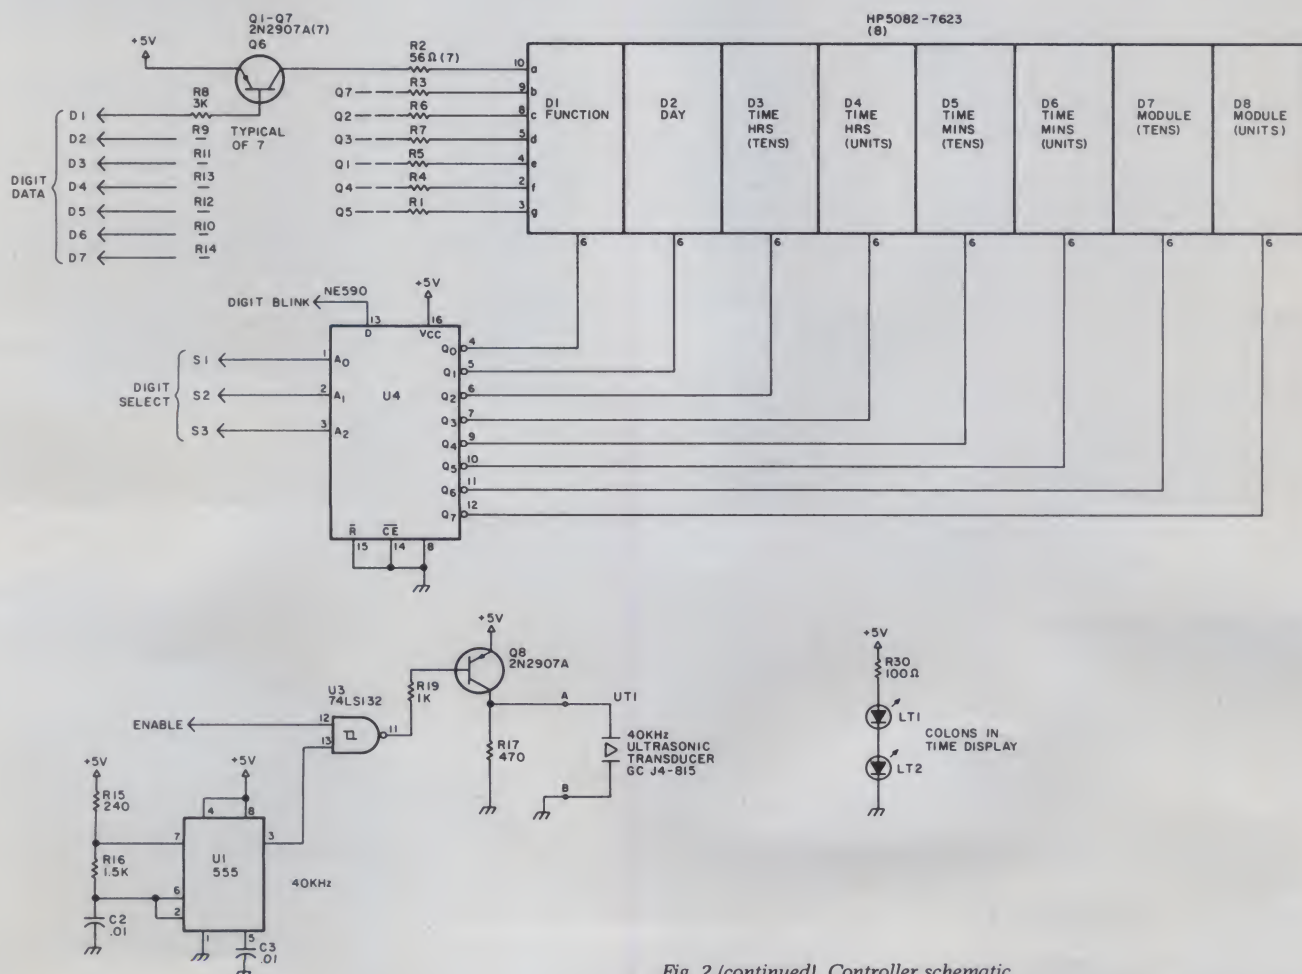 Q1-Q7
2N2907A(7)
Q6
+5V
R2
56Ω(7)
HP5082-7623
(8)
R8
3K
TYPICAL
OF 7
DIGIT
DATA
D1
D2 R9
D3 R11
D4 R13
D5 R12
D6 R10
D7 R14
Q7 R3
Q2 R6
Q3 R7
Q1 R5
Q4 R4
Q5 R1
10 a
9 b
8 c
5 d
4 e
2 f
3 g
D1
FUNCTION
D2
DAY
D3
TIME
HRS
(TENS)
D4
TIME
HRS
(UNITS)
D5
TIME
MINS
(TENS)
D6
TIME
MINS
(UNITS)
D7
MODULE
(TENS)
D8
MODULE
(UNITS)
6 6 6 6 6 6 6 6
DIGIT BLINK
NE590
+5V
13 16
D VCC
DIGIT
SELECT
S1 1 A0
S2 2 A1
S3 3 A2
U4
Q0 4
Q1 5
Q2 6
Q3 7
Q4 9
Q5 10
Q6 11
Q7 12
R̅ C̅E̅
15 14 8
ENABLE
U3
74LS132
12
13
11
R19
1K
+5V
Q8
2N2907A
R17
470
A
UT1
40KHz
ULTRASONIC
TRANSDUCER
GC J4-815
B
+5V
R30
100Ω
LT1
LT2
COLONS IN
TIME DISPLAY
+5V
+5V
R15
240
R16
1.5K
C2
.01
4 8
7
6
2
3
U1
555
1 5
C3
.01
40KHz
Fig. 2 (continued). Controller schematic.